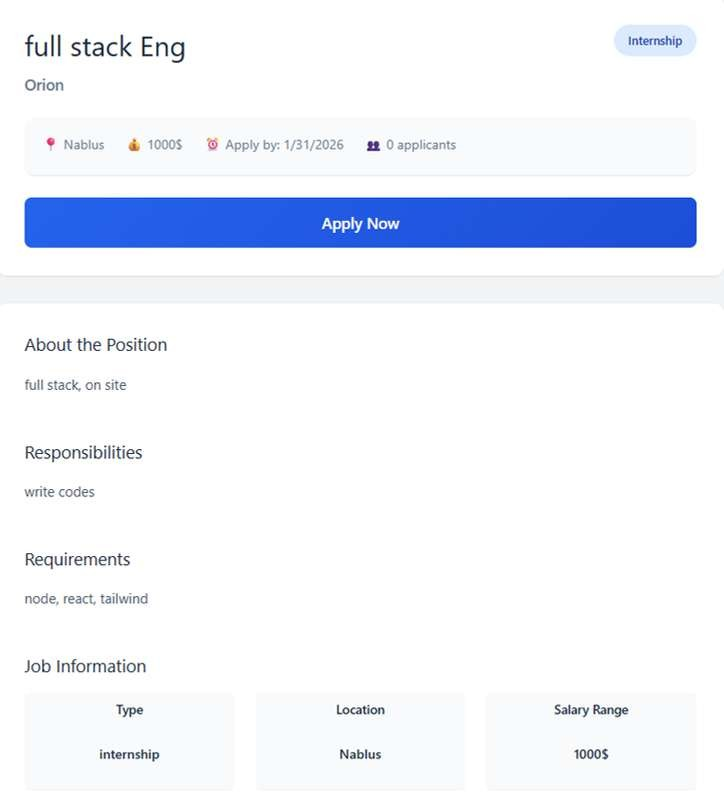 full stack Eng
Internship
Orion
Nablus 1000$ Apply by: 1/31/2026 0 applicants
Apply Now
About the Position
full stack, on site
Responsibilities
write codes
Requirements
node, react, tailwind
Job Information
Type Location Salary Range
internship Nablus 1000$